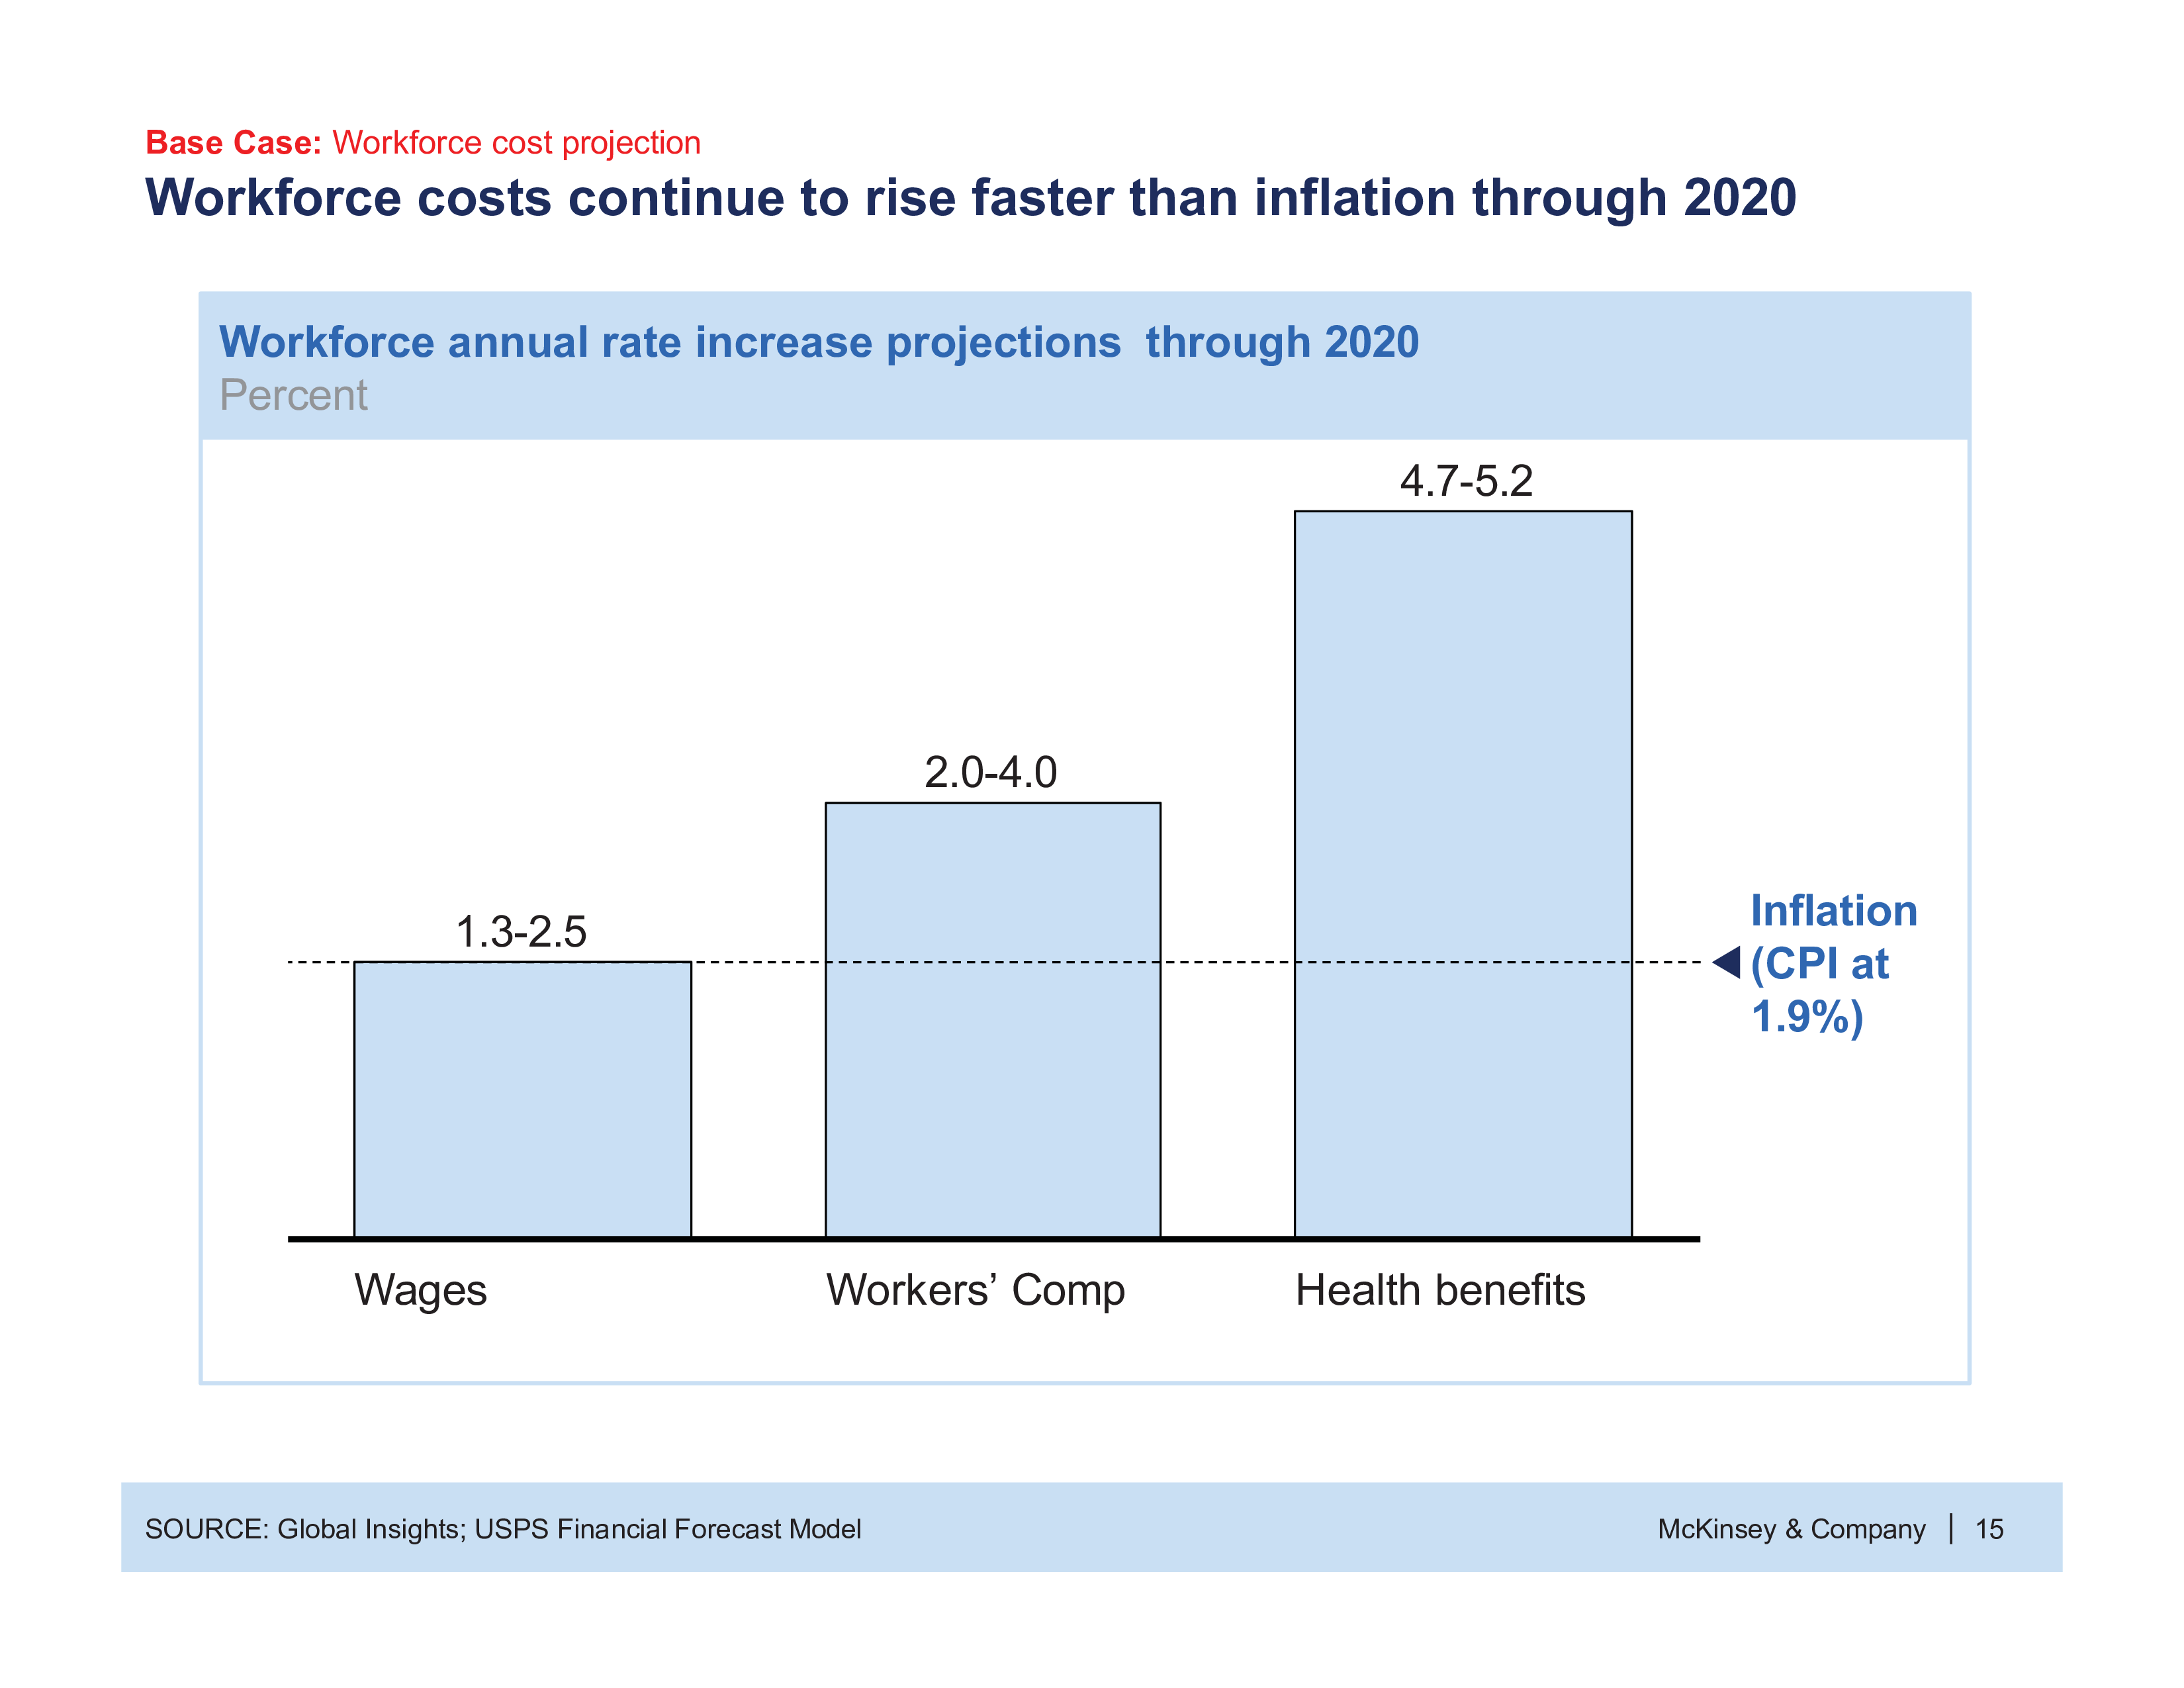 Base Case: Workforce cost projection
Workforce costs continue to rise faster than inflation through 2020
Workforce annual rate increase projections through 2020
Percent
4.7-5.2
2.0-4.0
1.3-2.5
Inflation
(CPI at
1.9%)
Wages
Workers’ Comp
Health benefits
SOURCE: Global Insights; USPS Financial Forecast Model
McKinsey & Company | 15